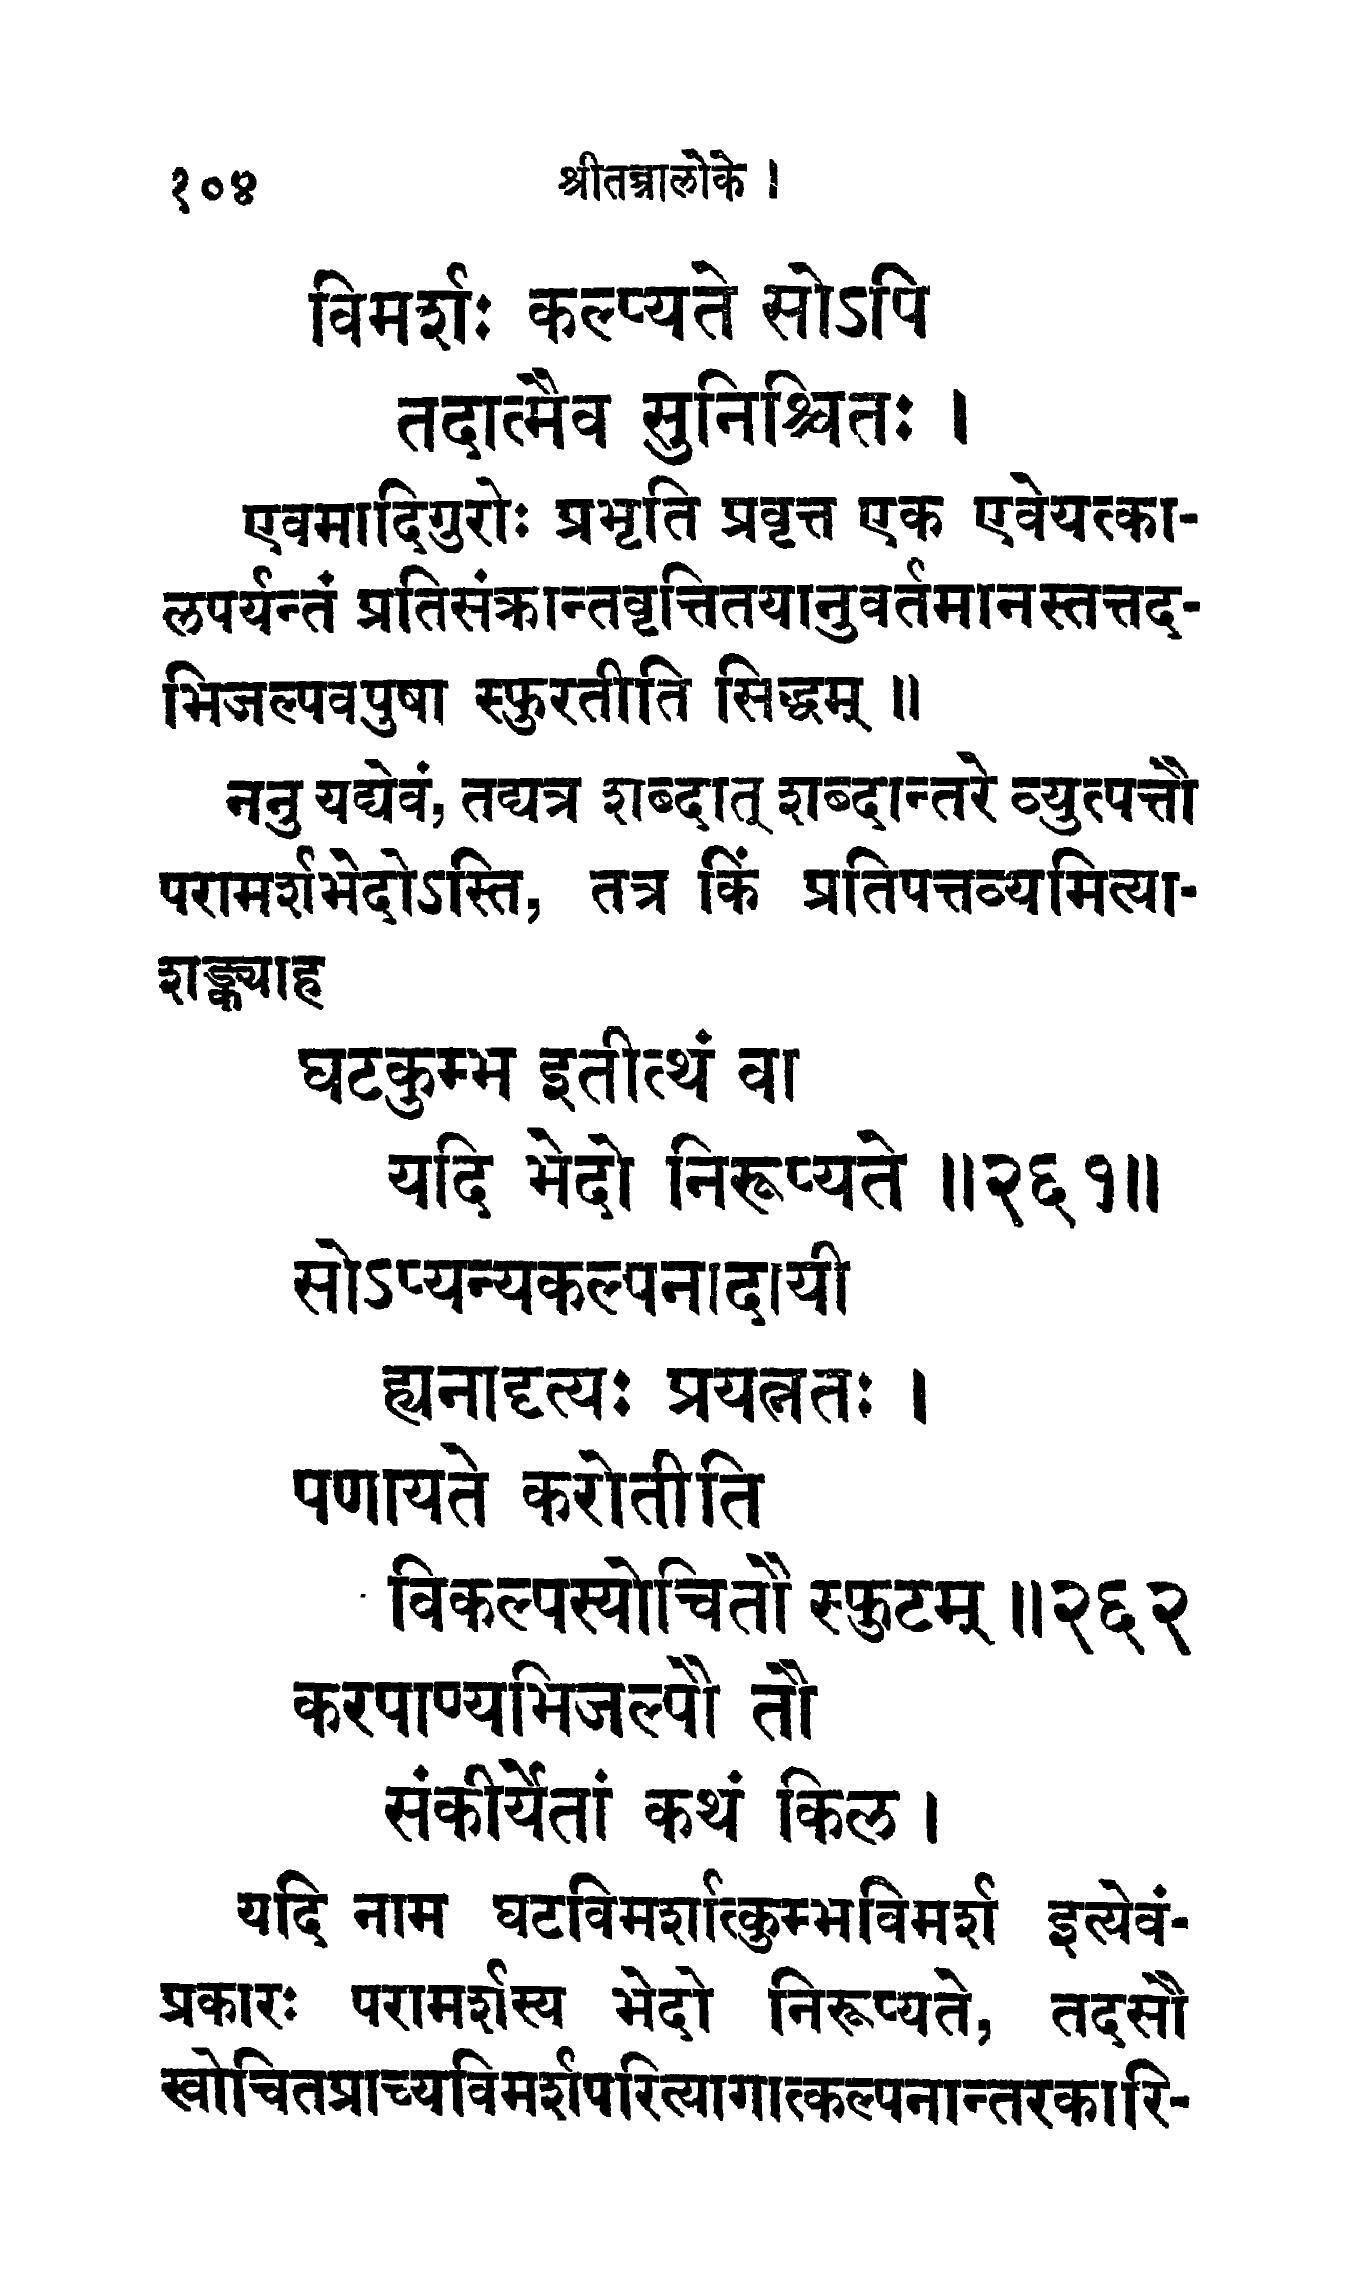 १०४ श्रीतन्त्रालोके ।
विमर्शः कल्प्यते सोऽपि
तदात्मैव सुनिश्चितः ।
एवमादिगुरोः प्रभृति प्रवृत्त एक एवेयत्का-
लपर्यन्तं प्रतिसंक्रान्तवृत्तितयानुवर्तमानस्तत्तद-
भिजल्पवपुषा स्फुरतीति सिद्धम् ॥
ननु यद्येवं, तद्यत्र शब्दात् शब्दान्तरे व्युत्पत्तौ
परामर्शभेदोऽस्ति, तत्र किं प्रतिपत्तव्यमित्या-
शङ्क्याह
घटकुम्भ इतीत्थं वा
यदि भेदो निरूप्यते ॥२६१॥
सोऽप्यन्यकल्पनादायी
ह्यनादृत्यः प्रयत्नतः ।
पणायते करोतीति
विकल्पस्योचितौ स्फुटम् ॥२६२
करपाण्यभिजल्पौ तौ
संकीर्येतां कथं किल ।
यदि नाम घटविमर्शात्कुम्भविमर्श इत्येवं-
प्रकारः परामर्शस्य भेदो निरूप्यते, तदसौ
स्वोचितप्राच्यविमर्शपरित्यागात्कल्पनान्तरकारि-